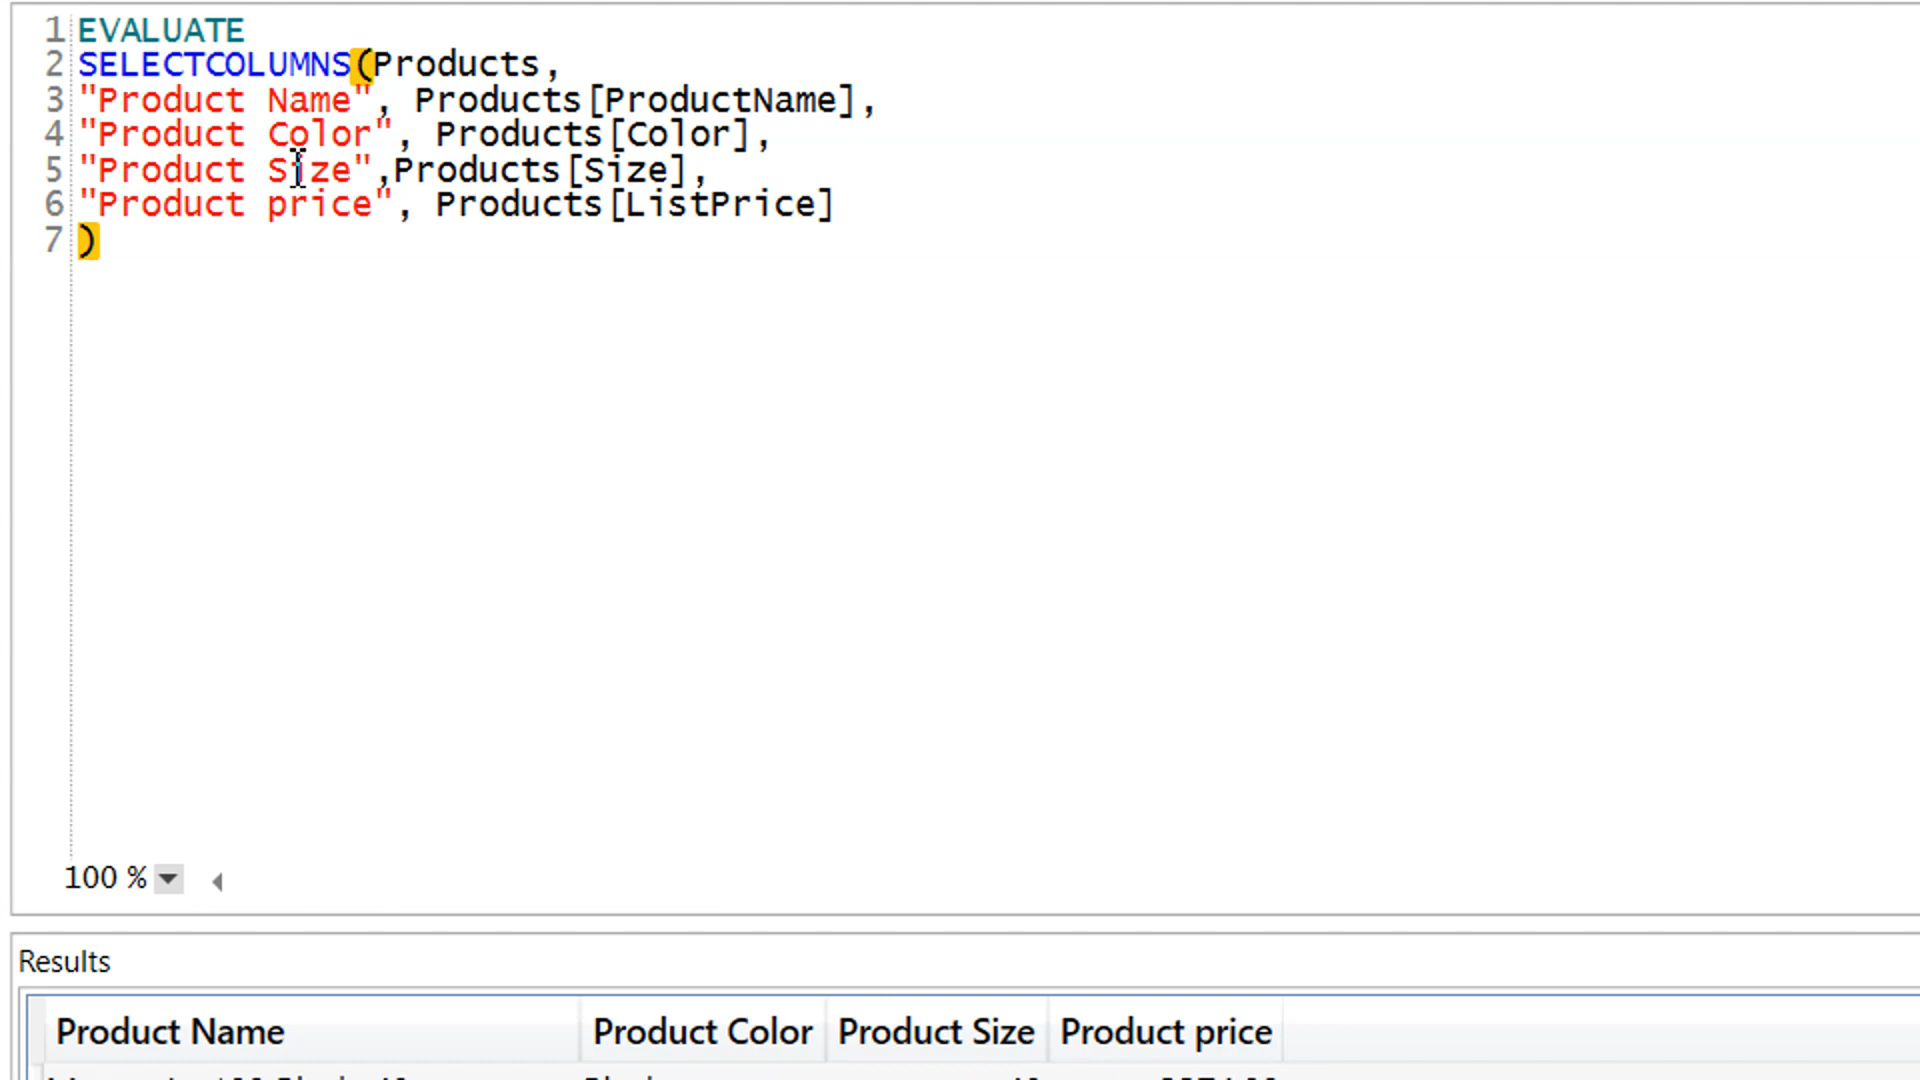 1 EVALUATE
2 SELECTCOLUMNS(Products,
3 "Product Name", Products[ProductName],
4 "Product Color", Products[Color],
5 "Product Size",Products[Size],
6 "Product price", Products[ListPrice]
7 )
100 %
Results
Product Name Product Color Product Size Product price